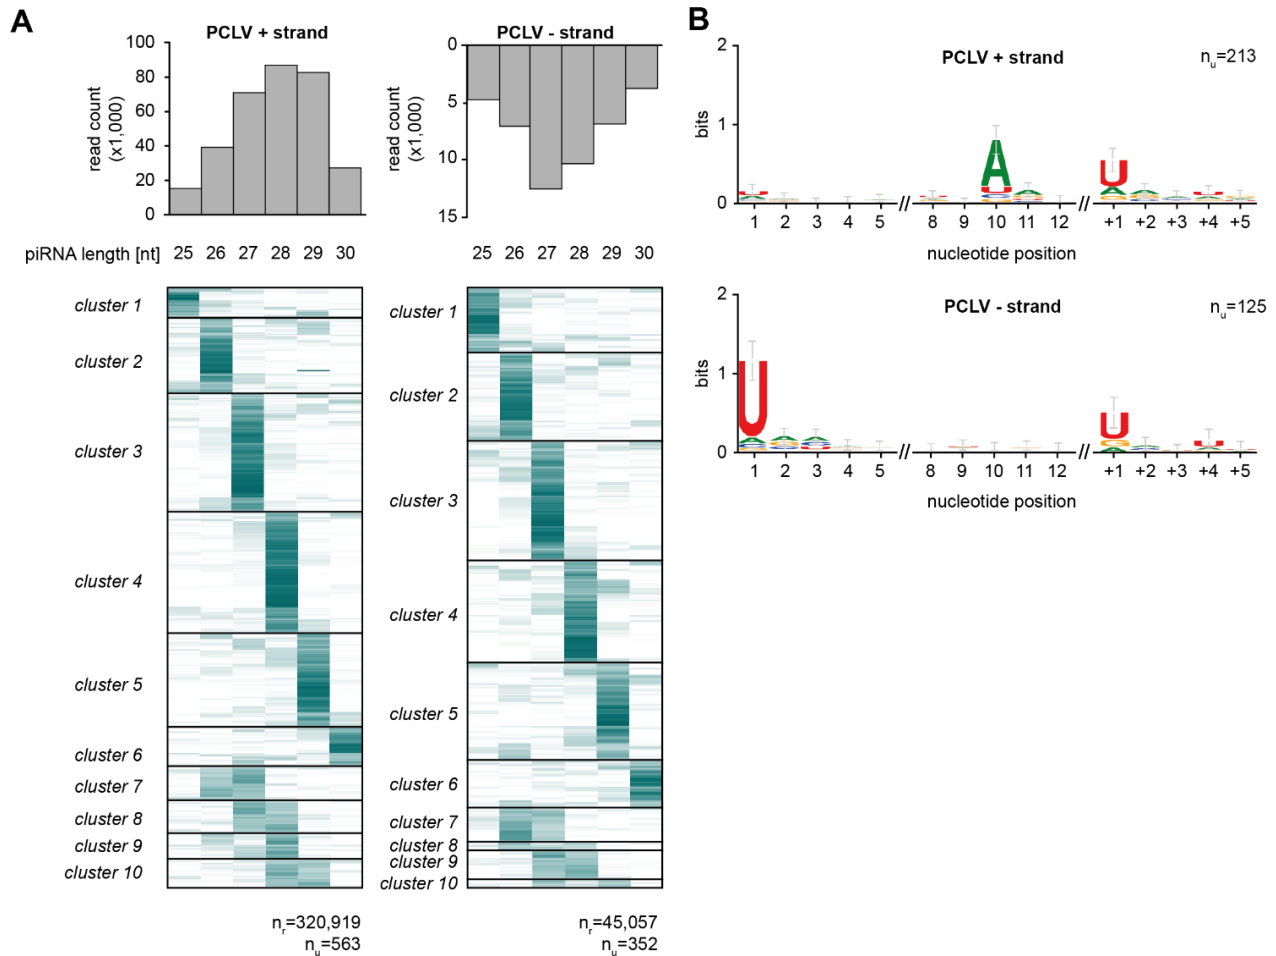 A
PCLV + strand
100
80
60
40
20
0
read count
(x1,000)
PCLV - strand
0
5
10
15
read count
(x1,000)
piRNA length [nt]
25 26 27 28 29 30
25 26 27 28 29 30
cluster 1
cluster 2
cluster 3
cluster 4
cluster 5
cluster 6
cluster 7
cluster 8
cluster 9
cluster 10
nr=320,919
nu=563
cluster 1
cluster 2
cluster 3
cluster 4
cluster 5
cluster 6
cluster 7
cluster 8
cluster 9
cluster 10
nr=45,057
nu=352
B
PCLV + strand
nu=213
2
1
0
bits
A
U
1 2 3 4 5 // 8 9 10 11 12 // +1 +2 +3 +4 +5
nucleotide position
PCLV - strand
nu=125
2
1
0
bits
U
U
1 2 3 4 5 // 8 9 10 11 12 // +1 +2 +3 +4 +5
nucleotide position